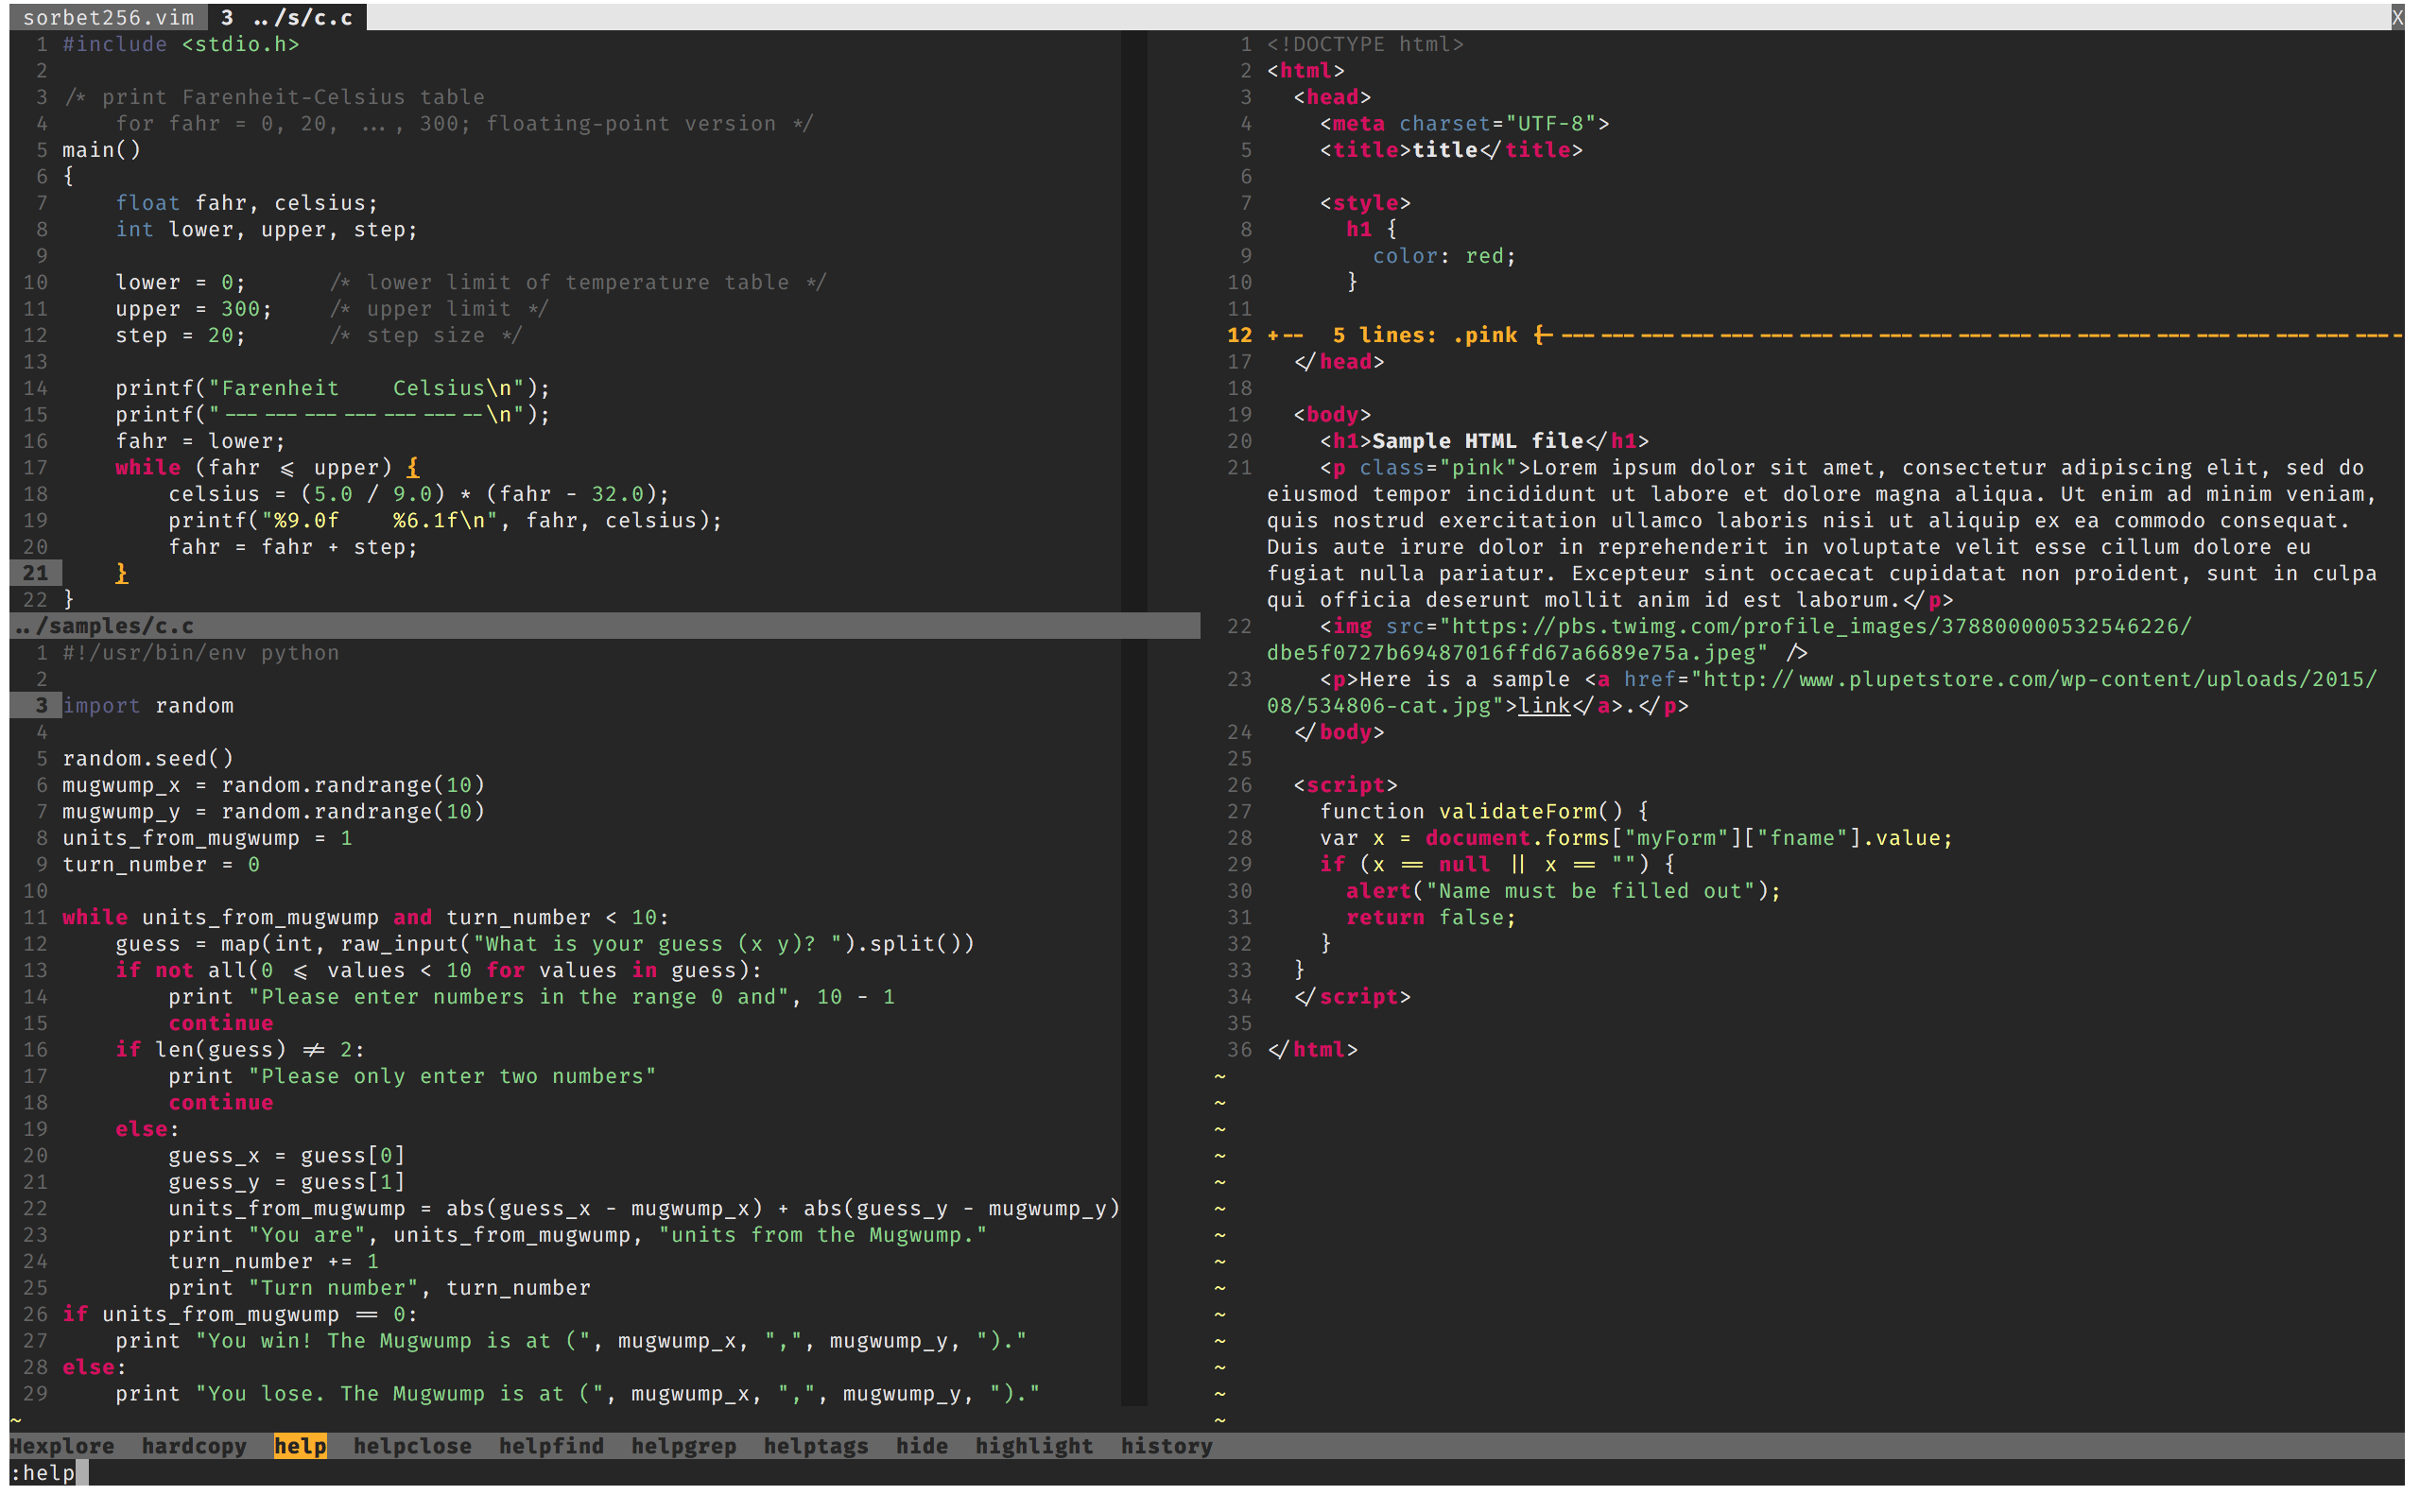 sorbet256.vim  3 ../s/c.c X
1 #include <stdio.h>
2
3 /* print Farenheit-Celsius table
4     for fahr = 0, 20, ..., 300; floating-point version */
5 main()
6 {
7     float fahr, celsius;
8     int lower, upper, step;
9
10     lower = 0;      /* lower limit of temperature table */
11     upper = 300;    /* upper limit */
12     step = 20;      /* step size */
13
14     printf("Farenheit    Celsius\n");
15     printf("--------------------\n");
16     fahr = lower;
17     while (fahr <= upper) {
18         celsius = (5.0 / 9.0) * (fahr - 32.0);
19         printf("%9.0f    %6.1f\n", fahr, celsius);
20         fahr = fahr + step;
21     }
22 }
../samples/c.c
1 #!/usr/bin/env python
2
3 import random
4
5 random.seed()
6 mugwump_x = random.randrange(10)
7 mugwump_y = random.randrange(10)
8 units_from_mugwump = 1
9 turn_number = 0
10
11 while units_from_mugwump and turn_number < 10:
12     guess = map(int, raw_input("What is your guess (x y)? ").split())
13     if not all(0 <= values < 10 for values in guess):
14         print "Please enter numbers in the range 0 and", 10 - 1
15         continue
16     if len(guess) != 2:
17         print "Please only enter two numbers"
18         continue
19     else:
20         guess_x = guess[0]
21         guess_y = guess[1]
22         units_from_mugwump = abs(guess_x - mugwump_x) + abs(guess_y - mugwump_y)
23         print "You are", units_from_mugwump, "units from the Mugwump."
24         turn_number += 1
25         print "Turn number", turn_number
26 if units_from_mugwump == 0:
27     print "You win! The Mugwump is at (", mugwump_x, ",", mugwump_y, ")."
28 else:
29     print "You lose. The Mugwump is at (", mugwump_x, ",", mugwump_y, ")."
~
1 <!DOCTYPE html>
2 <html>
3   <head>
4     <meta charset="UTF-8">
5     <title>title</title>
6
7     <style>
8       h1 {
9         color: red;
10       }
11
12 +--  5 lines: .pink {----------------------------------------------------------------
17   </head>
18
19   <body>
20     <h1>Sample HTML file</h1>
21     <p class="pink">Lorem ipsum dolor sit amet, consectetur adipiscing elit, sed do
eiusmod tempor incididunt ut labore et dolore magna aliqua. Ut enim ad minim veniam,
quis nostrud exercitation ullamco laboris nisi ut aliquip ex ea commodo consequat.
Duis aute irure dolor in reprehenderit in voluptate velit esse cillum dolore eu
fugiat nulla pariatur. Excepteur sint occaecat cupidatat non proident, sunt in culpa
qui officia deserunt mollit anim id est laborum.</p>
22     <img src="https://pbs.twimg.com/profile_images/378800000532546226/
dbe5f0727b69487016ffd67a6689e75a.jpeg" />
23     <p>Here is a sample <a href="http://www.plupetstore.com/wp-content/uploads/2015/
08/534806-cat.jpg">link</a>.</p>
24   </body>
25
26   <script>
27     function validateForm() {
28     var x = document.forms["myForm"]["fname"].value;
29     if (x == null || x == "") {
30       alert("Name must be filled out");
31       return false;
32     }
33   }
34   </script>
35
36 </html>
~
~
~
~
~
~
~
~
~
~
~
~
~
~
Hexplore  hardcopy  help  helpclose  helpfind  helpgrep  helptags  hide  highlight  history
:help